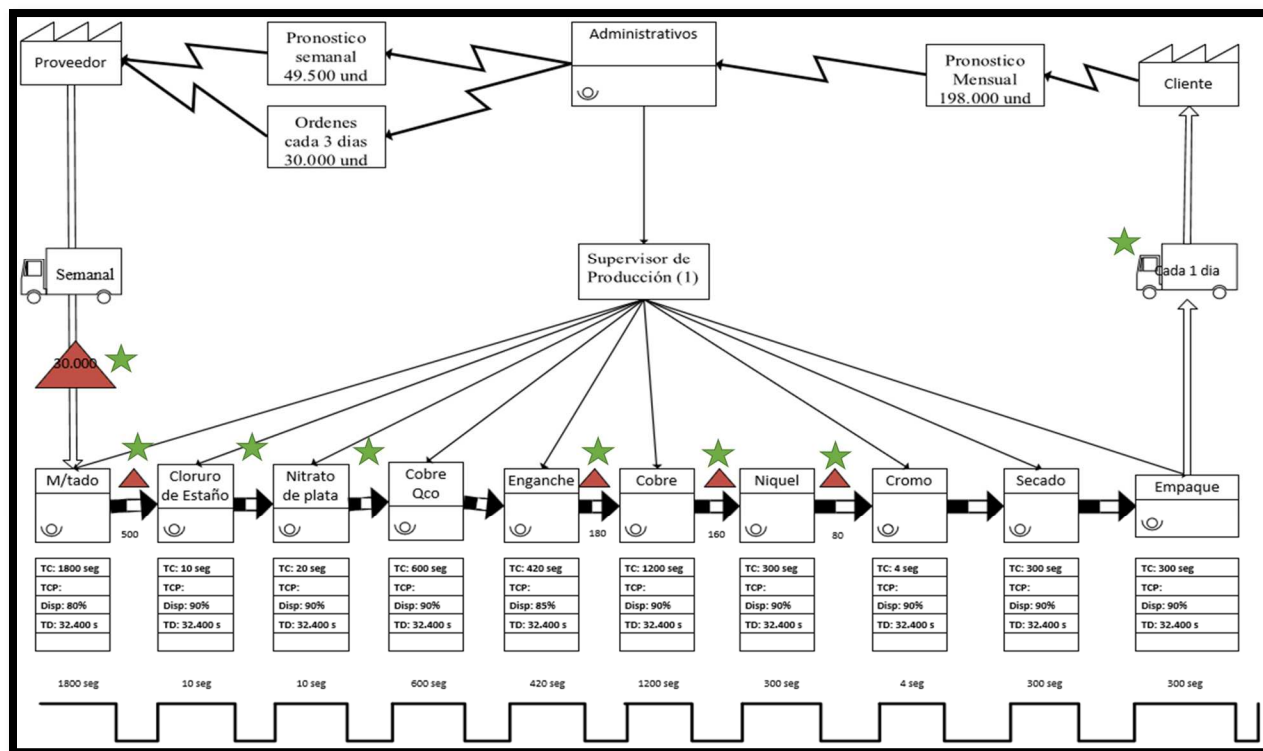 Proveedor
Pronostico
semanal
49.500 und
Ordenes
cada 3 dias
30.000 und
Administrativos
Pronostico
Mensual
198.000 und
Cliente
Semanal
Supervisor de
Producción (1)
Cada 1 dia
30.000
M/tado
Cloruro
de Estaño
Nitrato
de plata
Cobre
Qco
Enganche
Cobre
Niquel
Cromo
Secado
Empaque
500
180
160
80
TC: 1800 seg
TCP:
Disp: 80%
TD: 32.400 s
TC: 10 seg
TCP:
Disp: 90%
TD: 32.400 s
TC: 20 seg
TCP:
Disp: 90%
TD: 32.400 s
TC: 600 seg
TCP:
Disp: 90%
TD: 32.400 s
TC: 420 seg
TCP:
Disp: 85%
TD: 32.400 s
TC: 1200 seg
TCP:
Disp: 90%
TD: 32.400 s
TC: 300 seg
TCP:
Disp: 90%
TD: 32.400 s
TC: 4 seg
TCP:
Disp: 90%
TD: 32.400 s
TC: 300 seg
TCP:
Disp: 90%
TD: 32.400 s
TC: 300 seg
TCP:
Disp: 90%
TD: 32.400 s
1800 seg
10 seg
10 seg
600 seg
420 seg
1200 seg
300 seg
4 seg
300 seg
300 seg